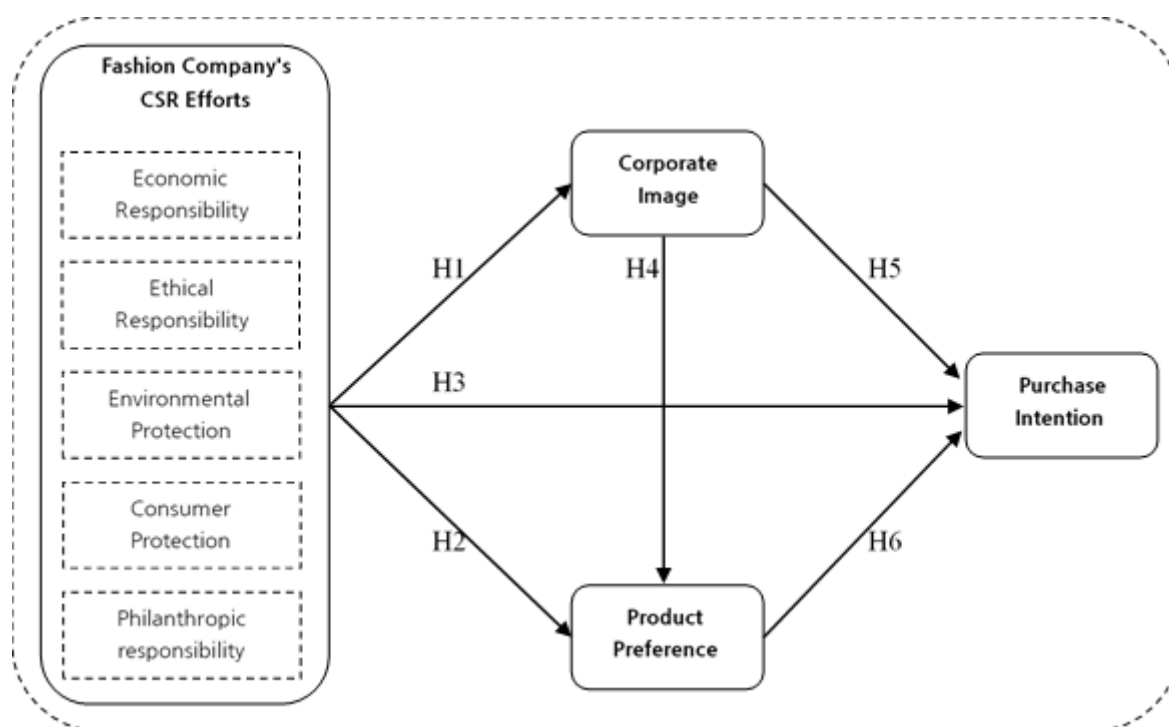 Fashion Company's
CSR Efforts
Economic
Responsibility
Ethical
Responsibility
Environmental
Protection
Consumer
Protection
Philanthropic
responsibility
H1
H3
H2
Corporate
Image
H4
H5
Product
Preference
H6
Purchase
Intention